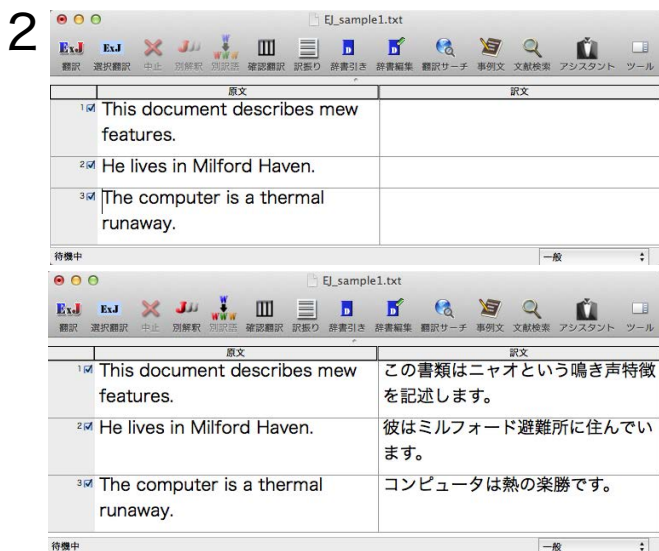 2
EJ_sample1.txt
ExJ ExJ J
翻訳 選択翻訳 中止 別解釈 別訳語 確認翻訳 訳振り 辞書引き 辞書編集 翻訳サーチ 事例文 文献検索 アシスタント ツール
原文 訳文
1 This document describes mew
features.
2 He lives in Milford Haven.
3 The computer is a thermal
runaway.
待機中 一般
EJ_sample1.txt
ExJ ExJ J
翻訳 選択翻訳 中止 別解釈 別訳語 確認翻訳 訳振り 辞書引き 辞書編集 翻訳サーチ 事例文 文献検索 アシスタント ツール
原文 訳文
1 This document describes mew この書類はニャオという鳴き声特徴
features. を記述します。
2 He lives in Milford Haven. 彼はミルフォード避難所に住んでい
ます。
3 The computer is a thermal コンピュータは熱の楽勝です。
runaway.
待機中 一般